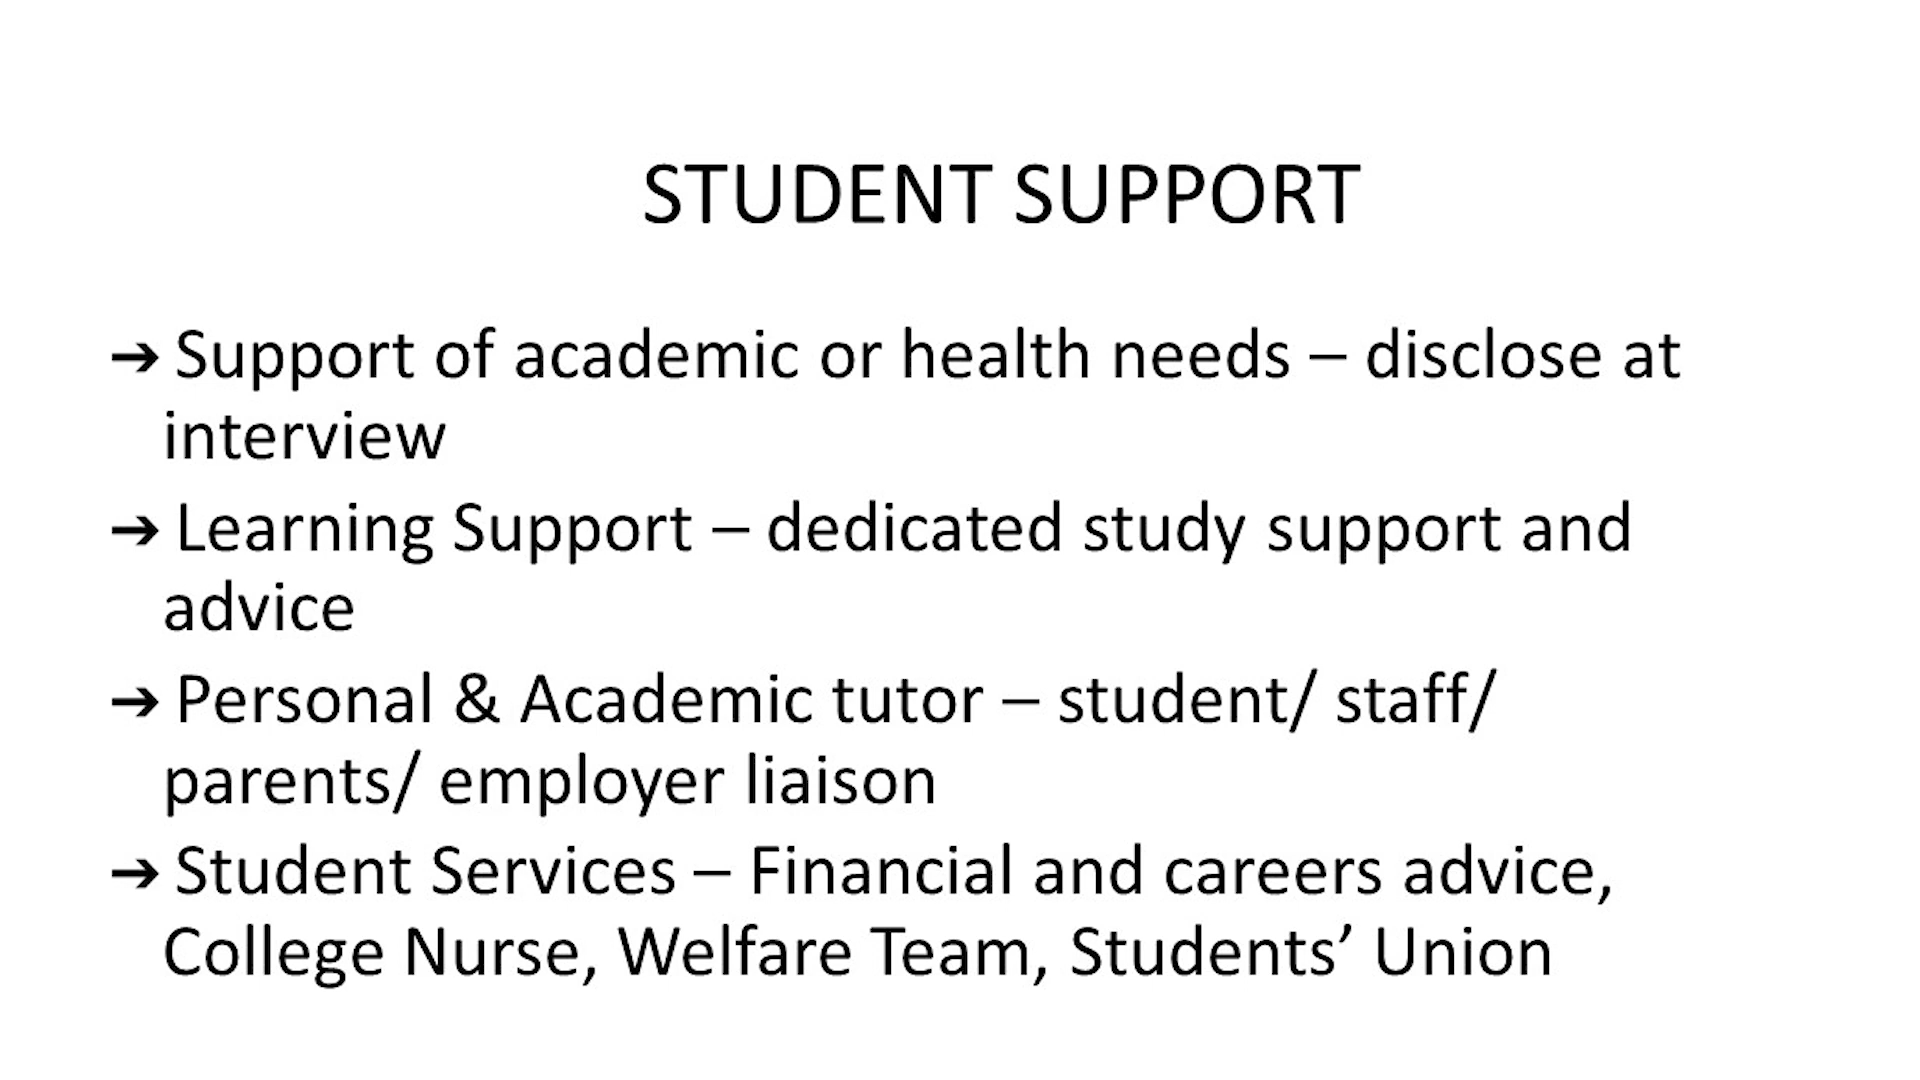 STUDENT SUPPORT
➔ Support of academic or health needs – disclose at
interview
➔ Learning Support – dedicated study support and
advice
➔ Personal & Academic tutor – student/ staff/
parents/ employer liaison
➔ Student Services – Financial and careers advice,
College Nurse, Welfare Team, Students’ Union